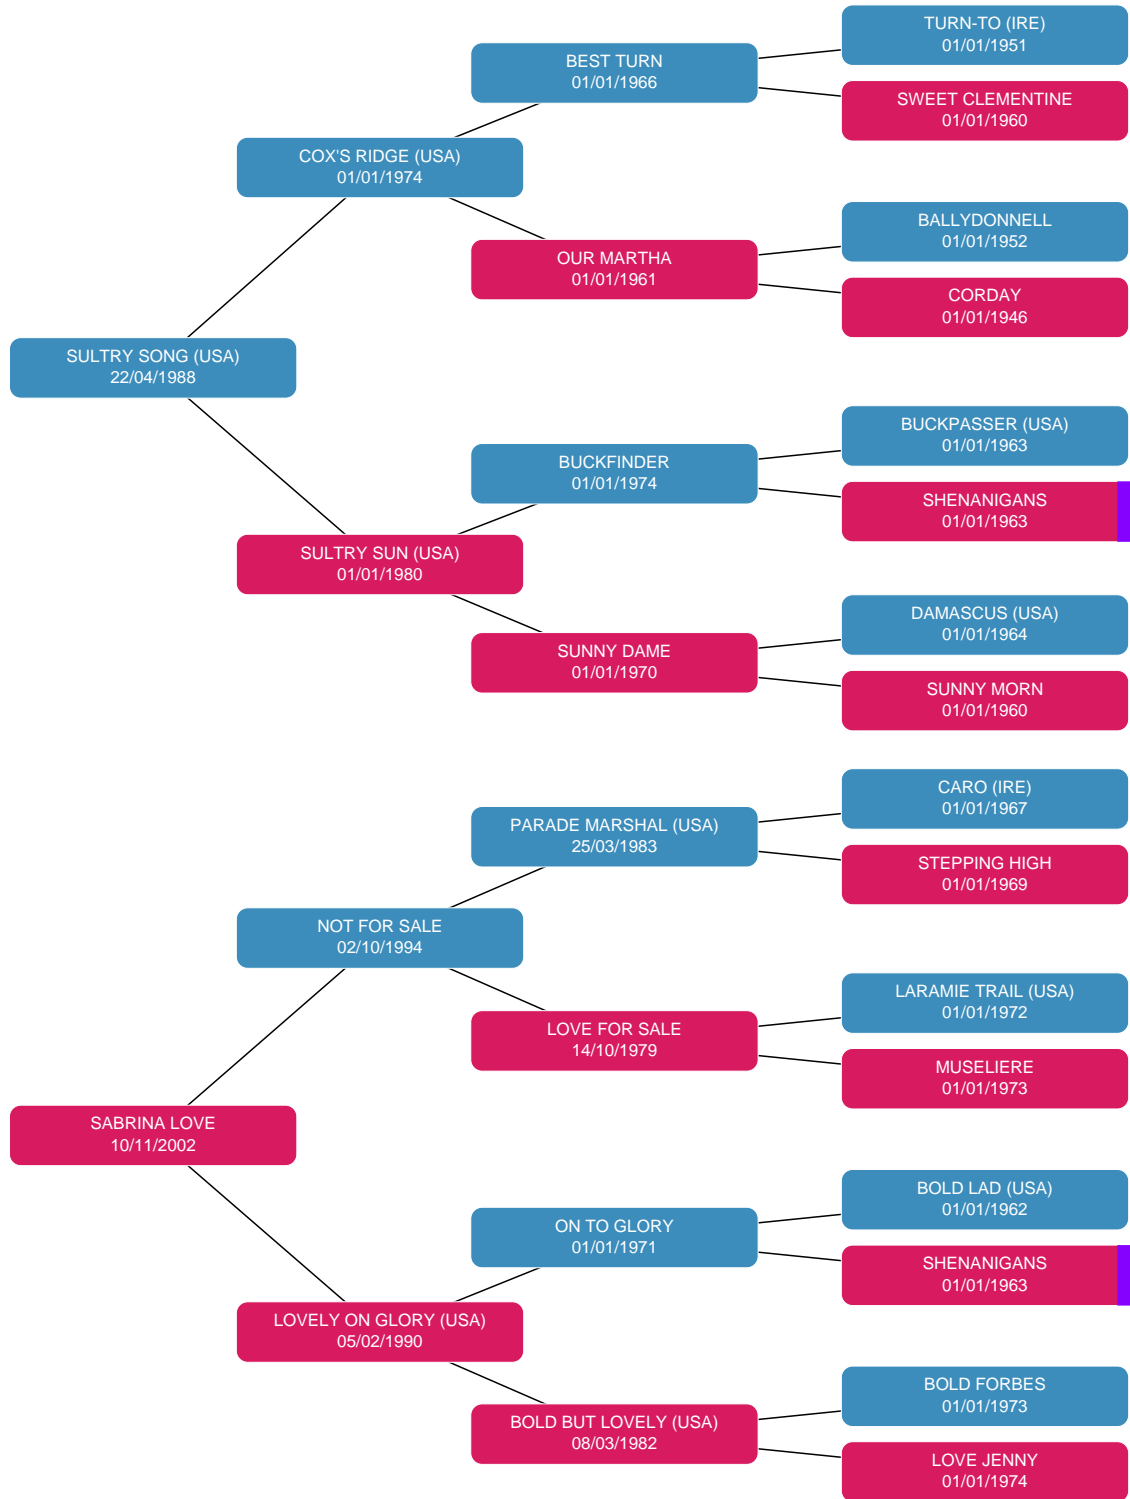 TURN-TO (IRE)
01/01/1951
BEST TURN
01/01/1966
SWEET CLEMENTINE
01/01/1960
COX'S RIDGE (USA)
01/01/1974
BALLYDONNELL
01/01/1952
OUR MARTHA
01/01/1961
CORDAY
01/01/1946
SULTRY SONG (USA)
22/04/1988
BUCKPASSER (USA)
01/01/1963
BUCKFINDER
01/01/1974
SHENANIGANS
01/01/1963
SULTRY SUN (USA)
01/01/1980
DAMASCUS (USA)
01/01/1964
SUNNY DAME
01/01/1970
SUNNY MORN
01/01/1960
CARO (IRE)
01/01/1967
PARADE MARSHAL (USA)
25/03/1983
STEPPING HIGH
01/01/1969
NOT FOR SALE
02/10/1994
LARAMIE TRAIL (USA)
01/01/1972
LOVE FOR SALE
14/10/1979
MUSELIERE
01/01/1973
SABRINA LOVE
10/11/2002
BOLD LAD (USA)
01/01/1962
ON TO GLORY
01/01/1971
SHENANIGANS
01/01/1963
LOVELY ON GLORY (USA)
05/02/1990
BOLD FORBES
01/01/1973
BOLD BUT LOVELY (USA)
08/03/1982
LOVE JENNY
01/01/1974